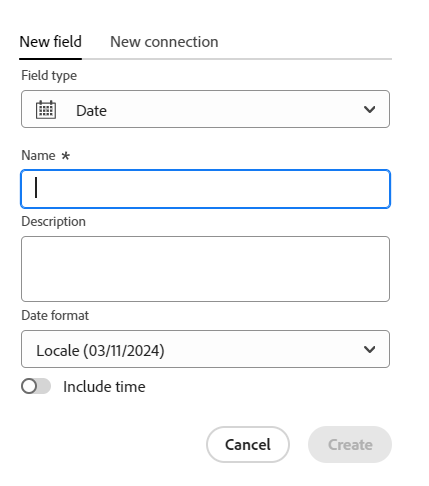 New field New connection
Field type
Date
Name *
Description
Date format
Locale (03/11/2024)
Include time
Cancel Create